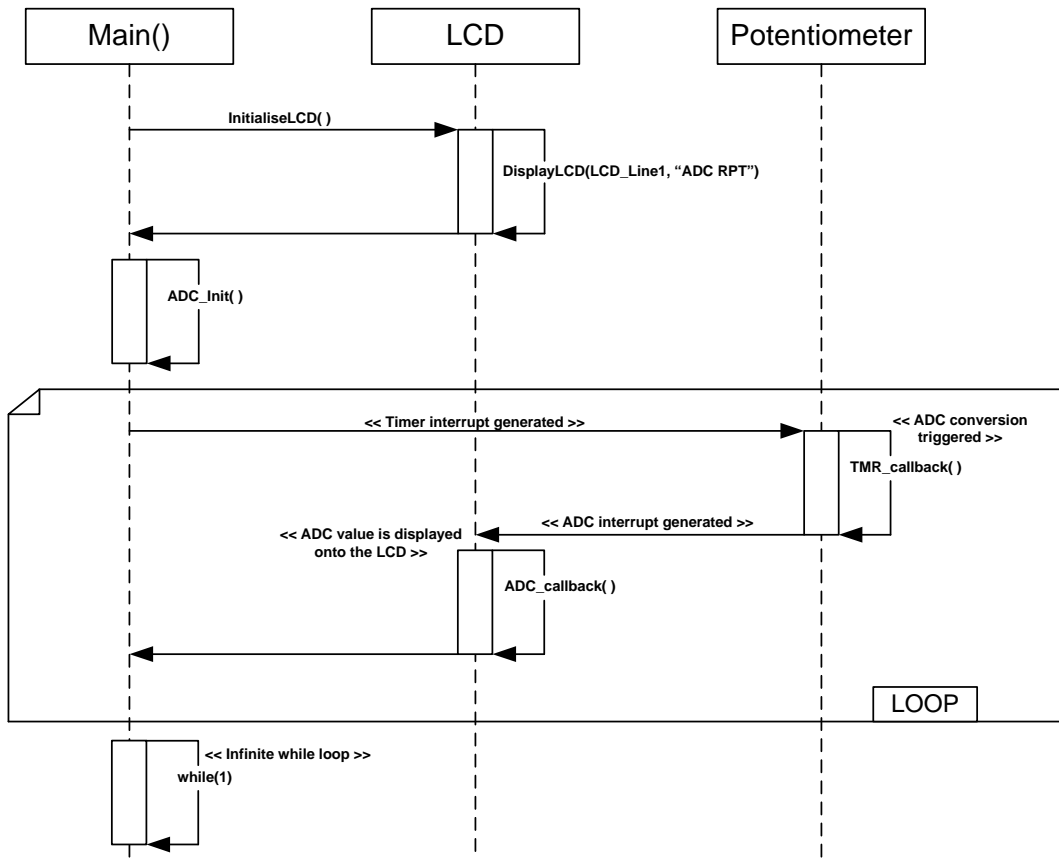 Main()
LCD
Potentiometer
InitialiseLCD( )
DisplayLCD(LCD_Line1, “ADC RPT”)
ADC_Init( )
<< Timer interrupt generated >>
<< ADC conversion
triggered >>
TMR_callback( )
<< ADC interrupt generated >>
<< ADC value is displayed
onto the LCD >>
ADC_callback( )
LOOP
<< Infinite while loop >>
while(1)